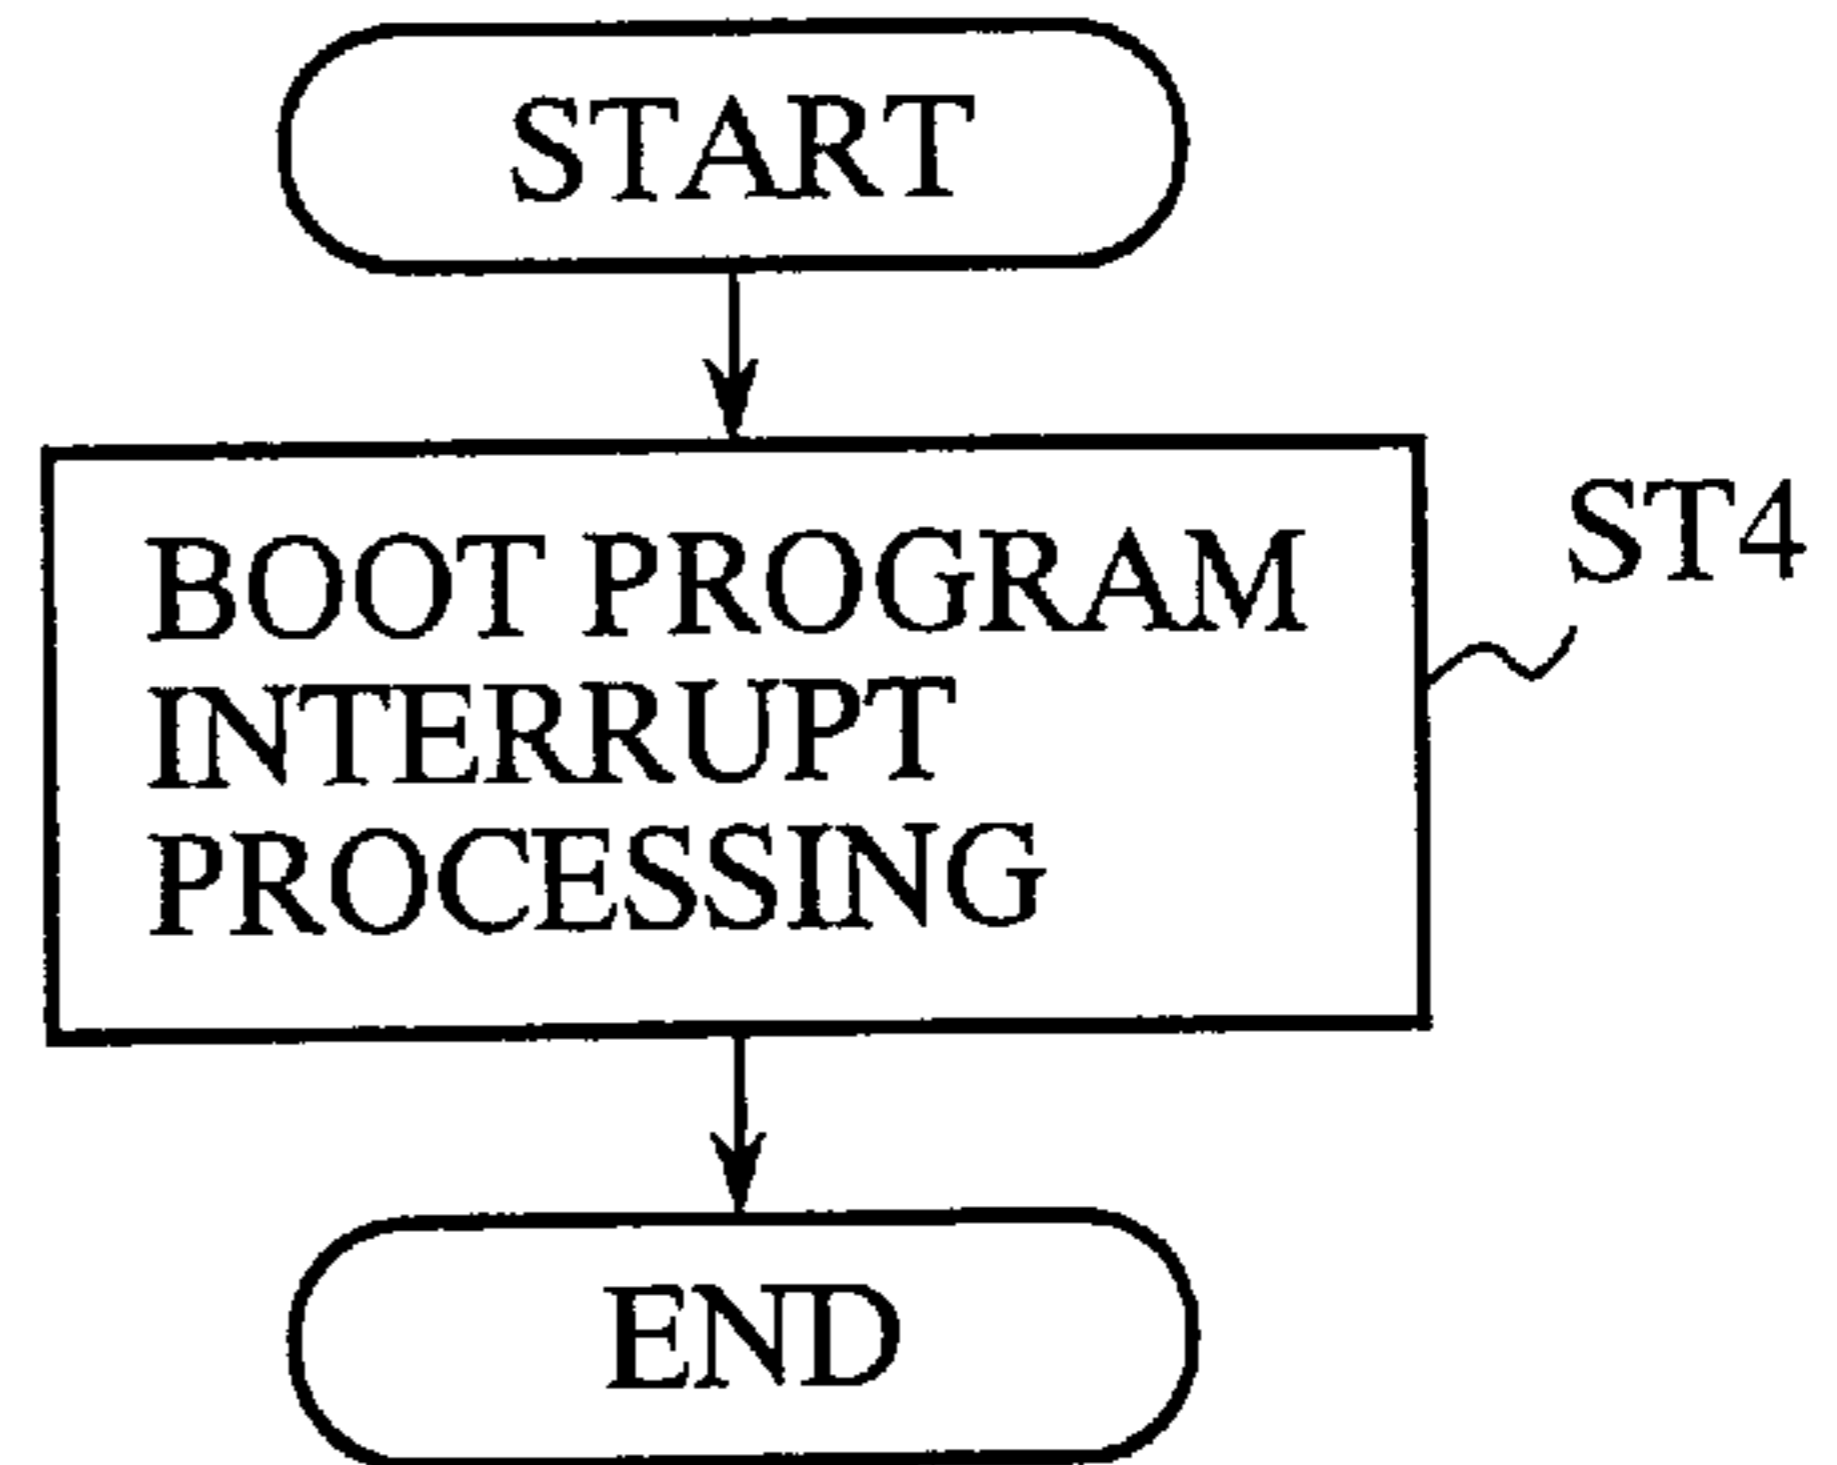 START
BOOT PROGRAM
INTERRUPT
PROCESSING
ST4
END